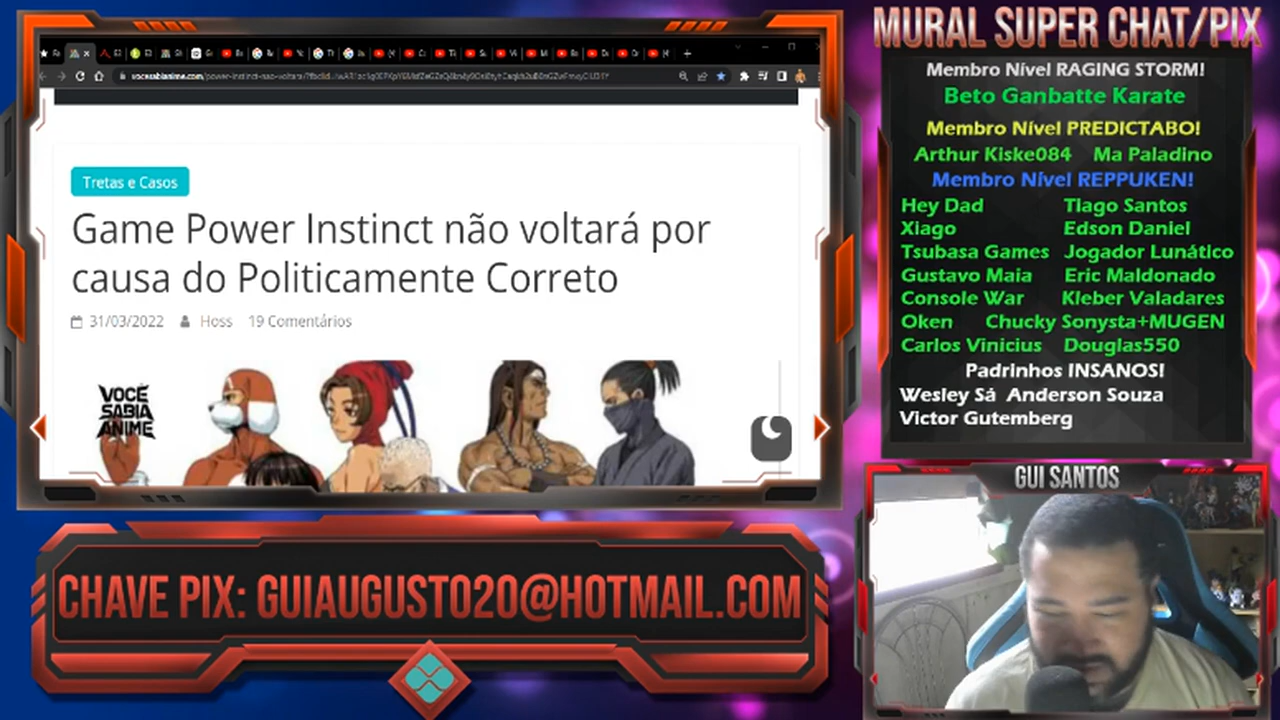 Tretas e Casos
Game Power Instinct não voltará por
causa do Politicamente Correto
31/03/2022 Hoss 19 Comentários
VOCÊ
SABIA
ANIME
MURAL SUPER CHAT/PIX
Membro Nível RAGING STORM!
Beto Ganbatte Karate
Membro Nível PREDICTABO!
Arthur Kiske084 Ma Paladino
Membro Nível REPPUKEN!
Hey Dad Tiago Santos
Xiago Edson Daniel
Tsubasa Games Jogador Lunático
Gustavo Maia Eric Maldonado
Console War Kleber Valadares
Oken Chucky Sonysta+MUGEN
Carlos Vinicius Douglas550
Padrinhos INSANOS!
Wesley Sá Anderson Souza
Victor Gutemberg
GUI SANTOS
CHAVE PIX: GUIAUGUSTO20@HOTMAIL.COM